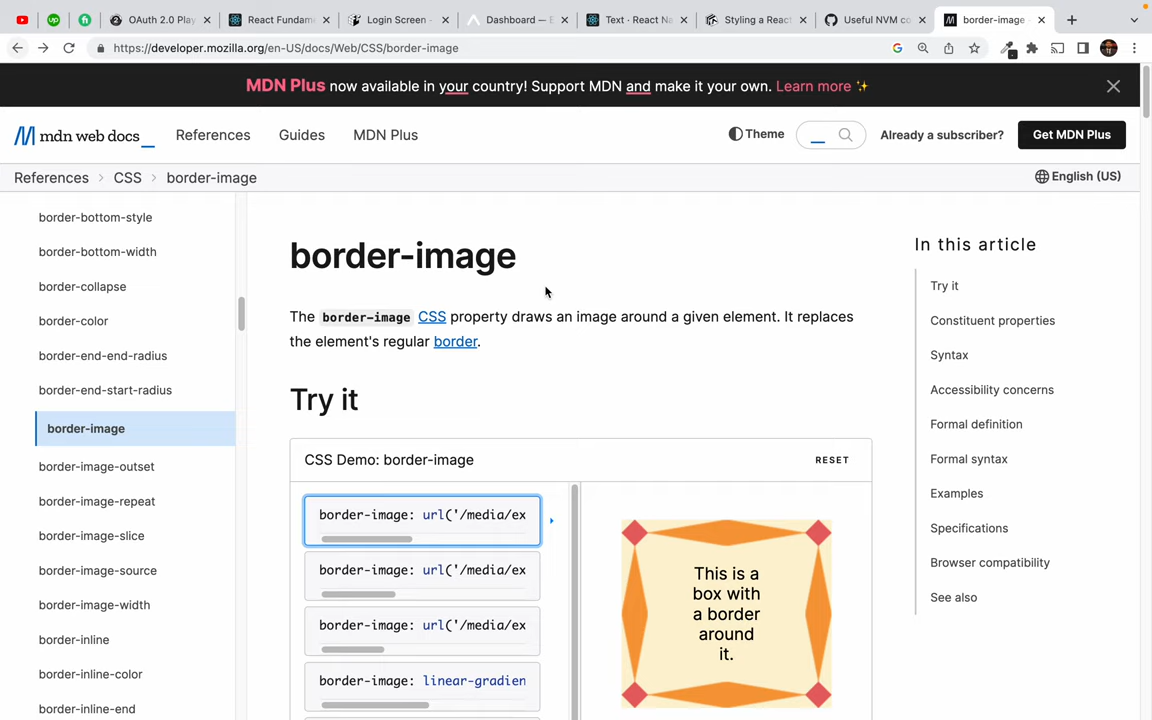 OAuth 2.0 Play
React Fundam
Login Screen -
Dashboard — E
Text · React Na
Styling a React
Useful NVM co
border-image
https://developer.mozilla.org/en-US/docs/Web/CSS/border-image
MDN Plus now available in your country! Support MDN and make it your own. Learn more ✨
mdn web docs_
References
Guides
MDN Plus
Theme
Already a subscriber?
Get MDN Plus
References > CSS > border-image
English (US)
border-bottom-style
border-bottom-width
border-collapse
border-color
border-end-end-radius
border-end-start-radius
border-image
border-image-outset
border-image-repeat
border-image-slice
border-image-source
border-image-width
border-inline
border-inline-color
border-inline-end
border-image
The border-image CSS property draws an image around a given element. It replaces
the element's regular border.
Try it
CSS Demo: border-image
RESET
border-image: url('/media/ex
border-image: url('/media/ex
border-image: url('/media/ex
border-image: linear-gradien
This is a
box with
a border
around
it.
In this article
Try it
Constituent properties
Syntax
Accessibility concerns
Formal definition
Formal syntax
Examples
Specifications
Browser compatibility
See also